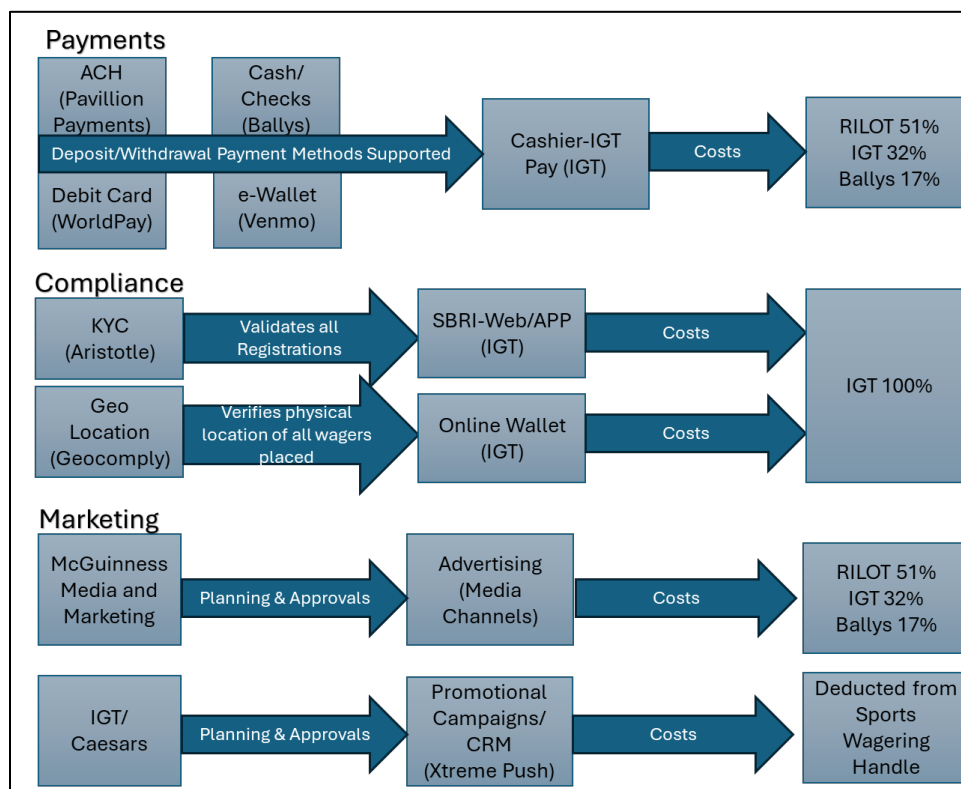 Payments
ACH
(Pavillion
Payments)
Cash/
Checks
(Ballys)
Deposit/Withdrawal Payment Methods Supported
Debit Card
(WorldPay)
e-Wallet
(Venmo)
Cashier-IGT
Pay (IGT)
Costs
RILOT 51%
IGT 32%
Ballys 17%
Compliance
KYC
(Aristotle)
Validates all
Registrations
SBRI-Web/APP
(IGT)
Costs
IGT 100%
Geo
Location
(Geocomply)
Verifies physical
location of all wagers
placed
Online Wallet
(IGT)
Costs
Marketing
McGuinness
Media and
Marketing
Planning & Approvals
Advertising
(Media
Channels)
Costs
RILOT 51%
IGT 32%
Ballys 17%
IGT/
Caesars
Planning & Approvals
Promotional
Campaigns/
CRM
(Xtreme Push)
Costs
Deducted from
Sports
Wagering
Handle